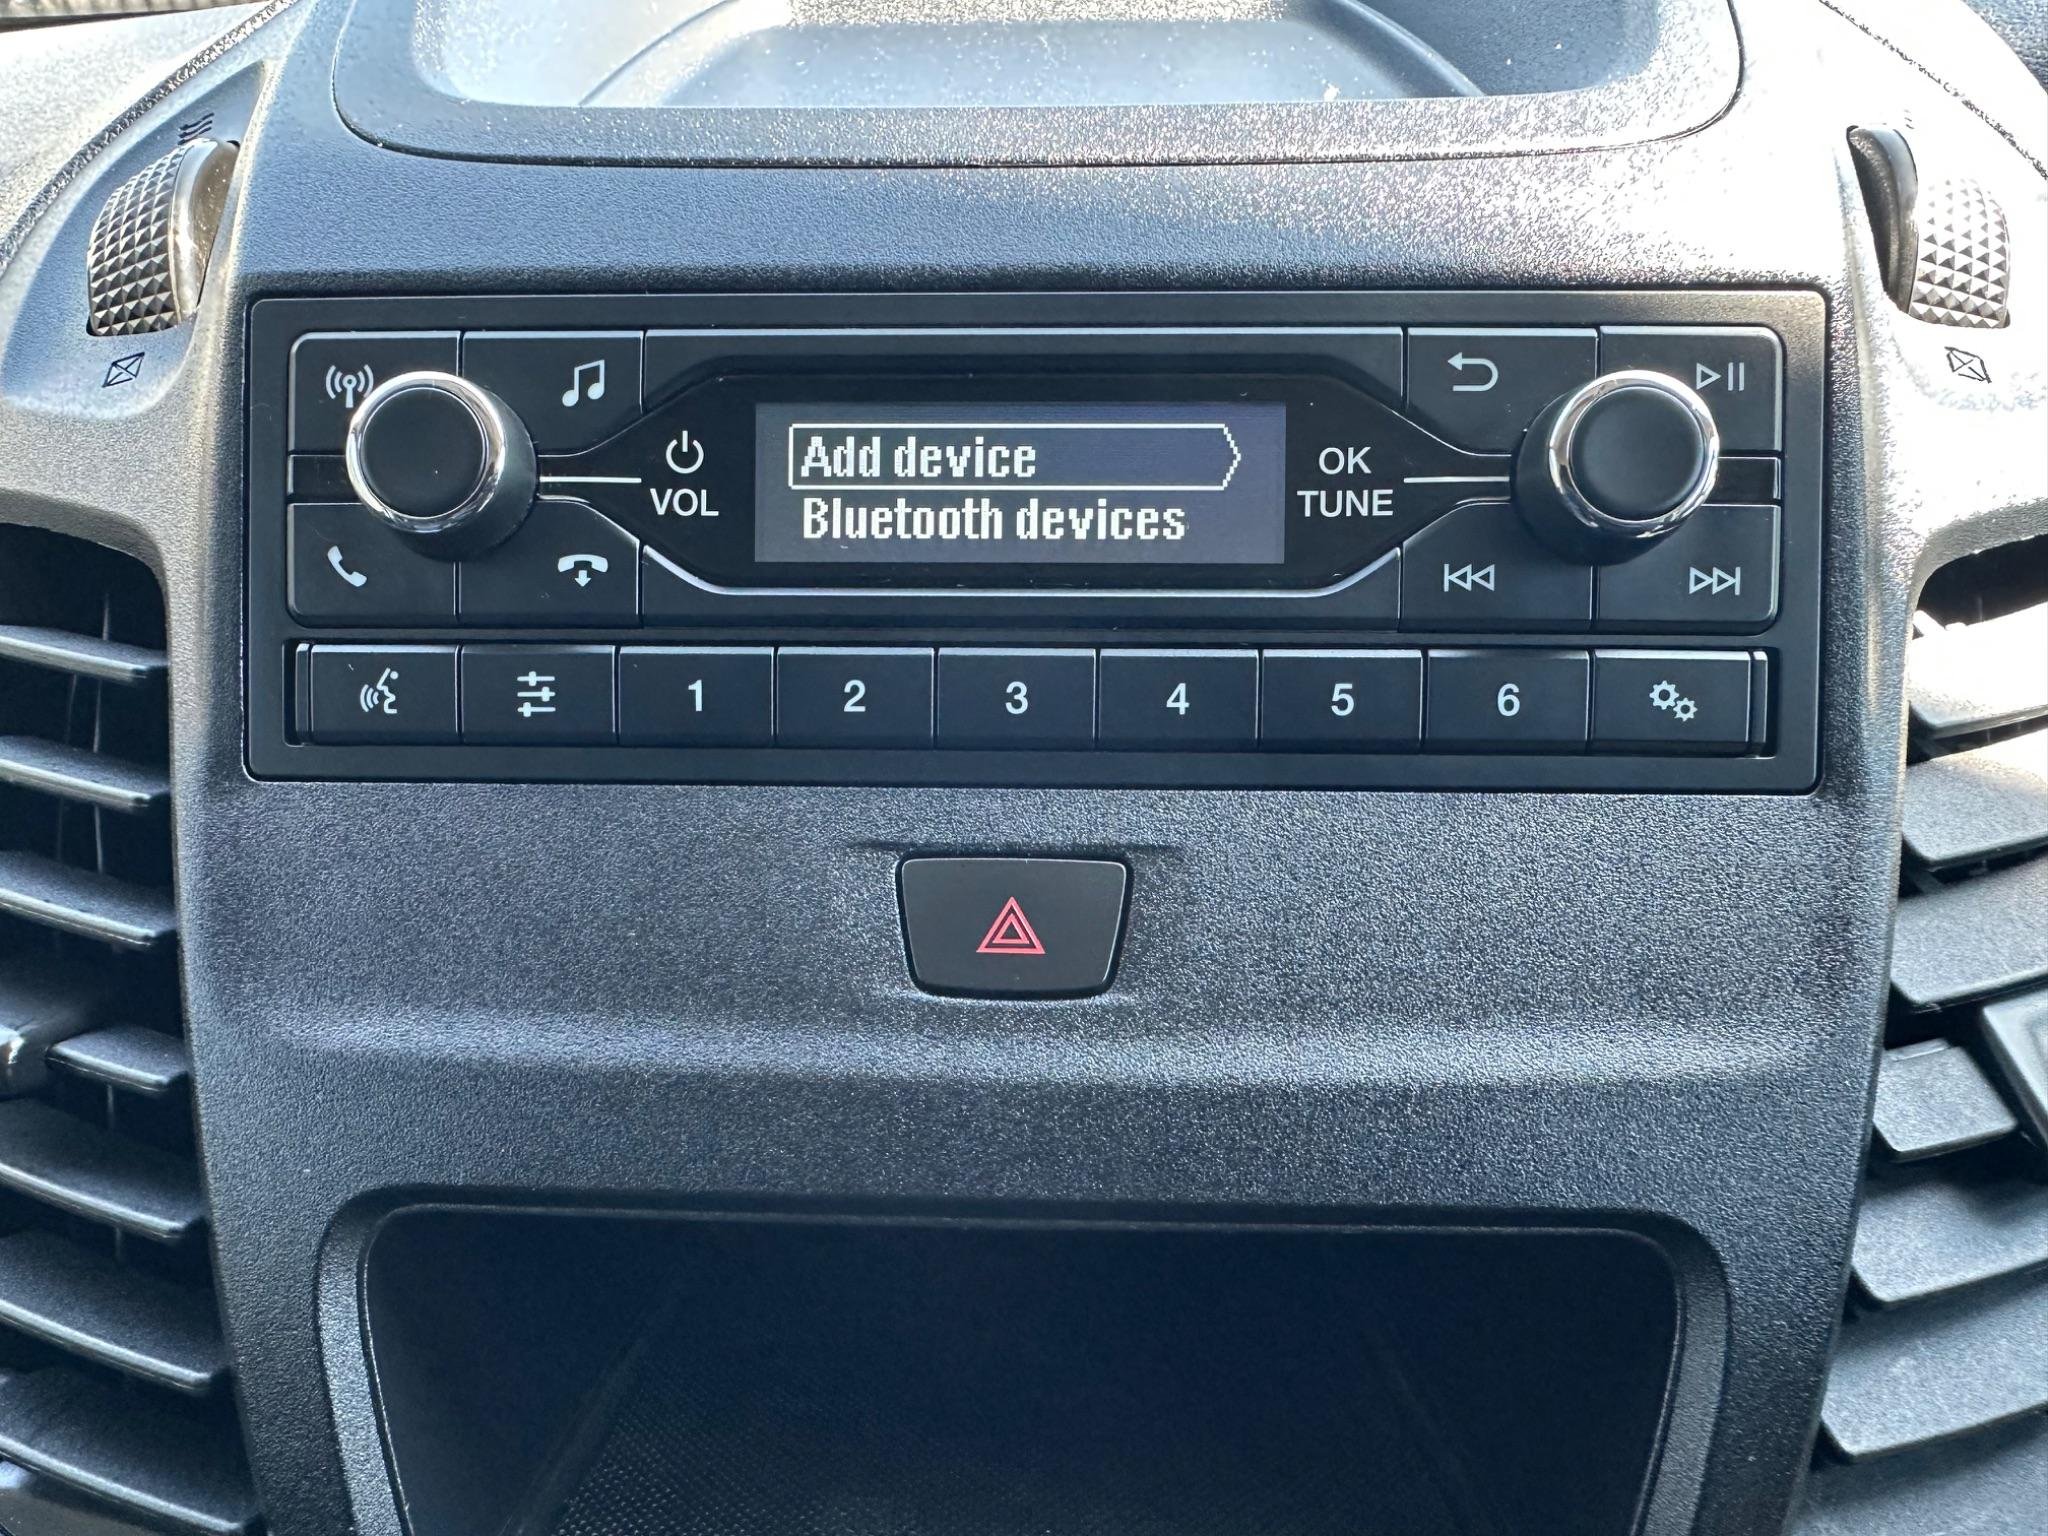 Add device
Bluetooth devices
VOL
OK
TUNE
1 2 3 4 5 6